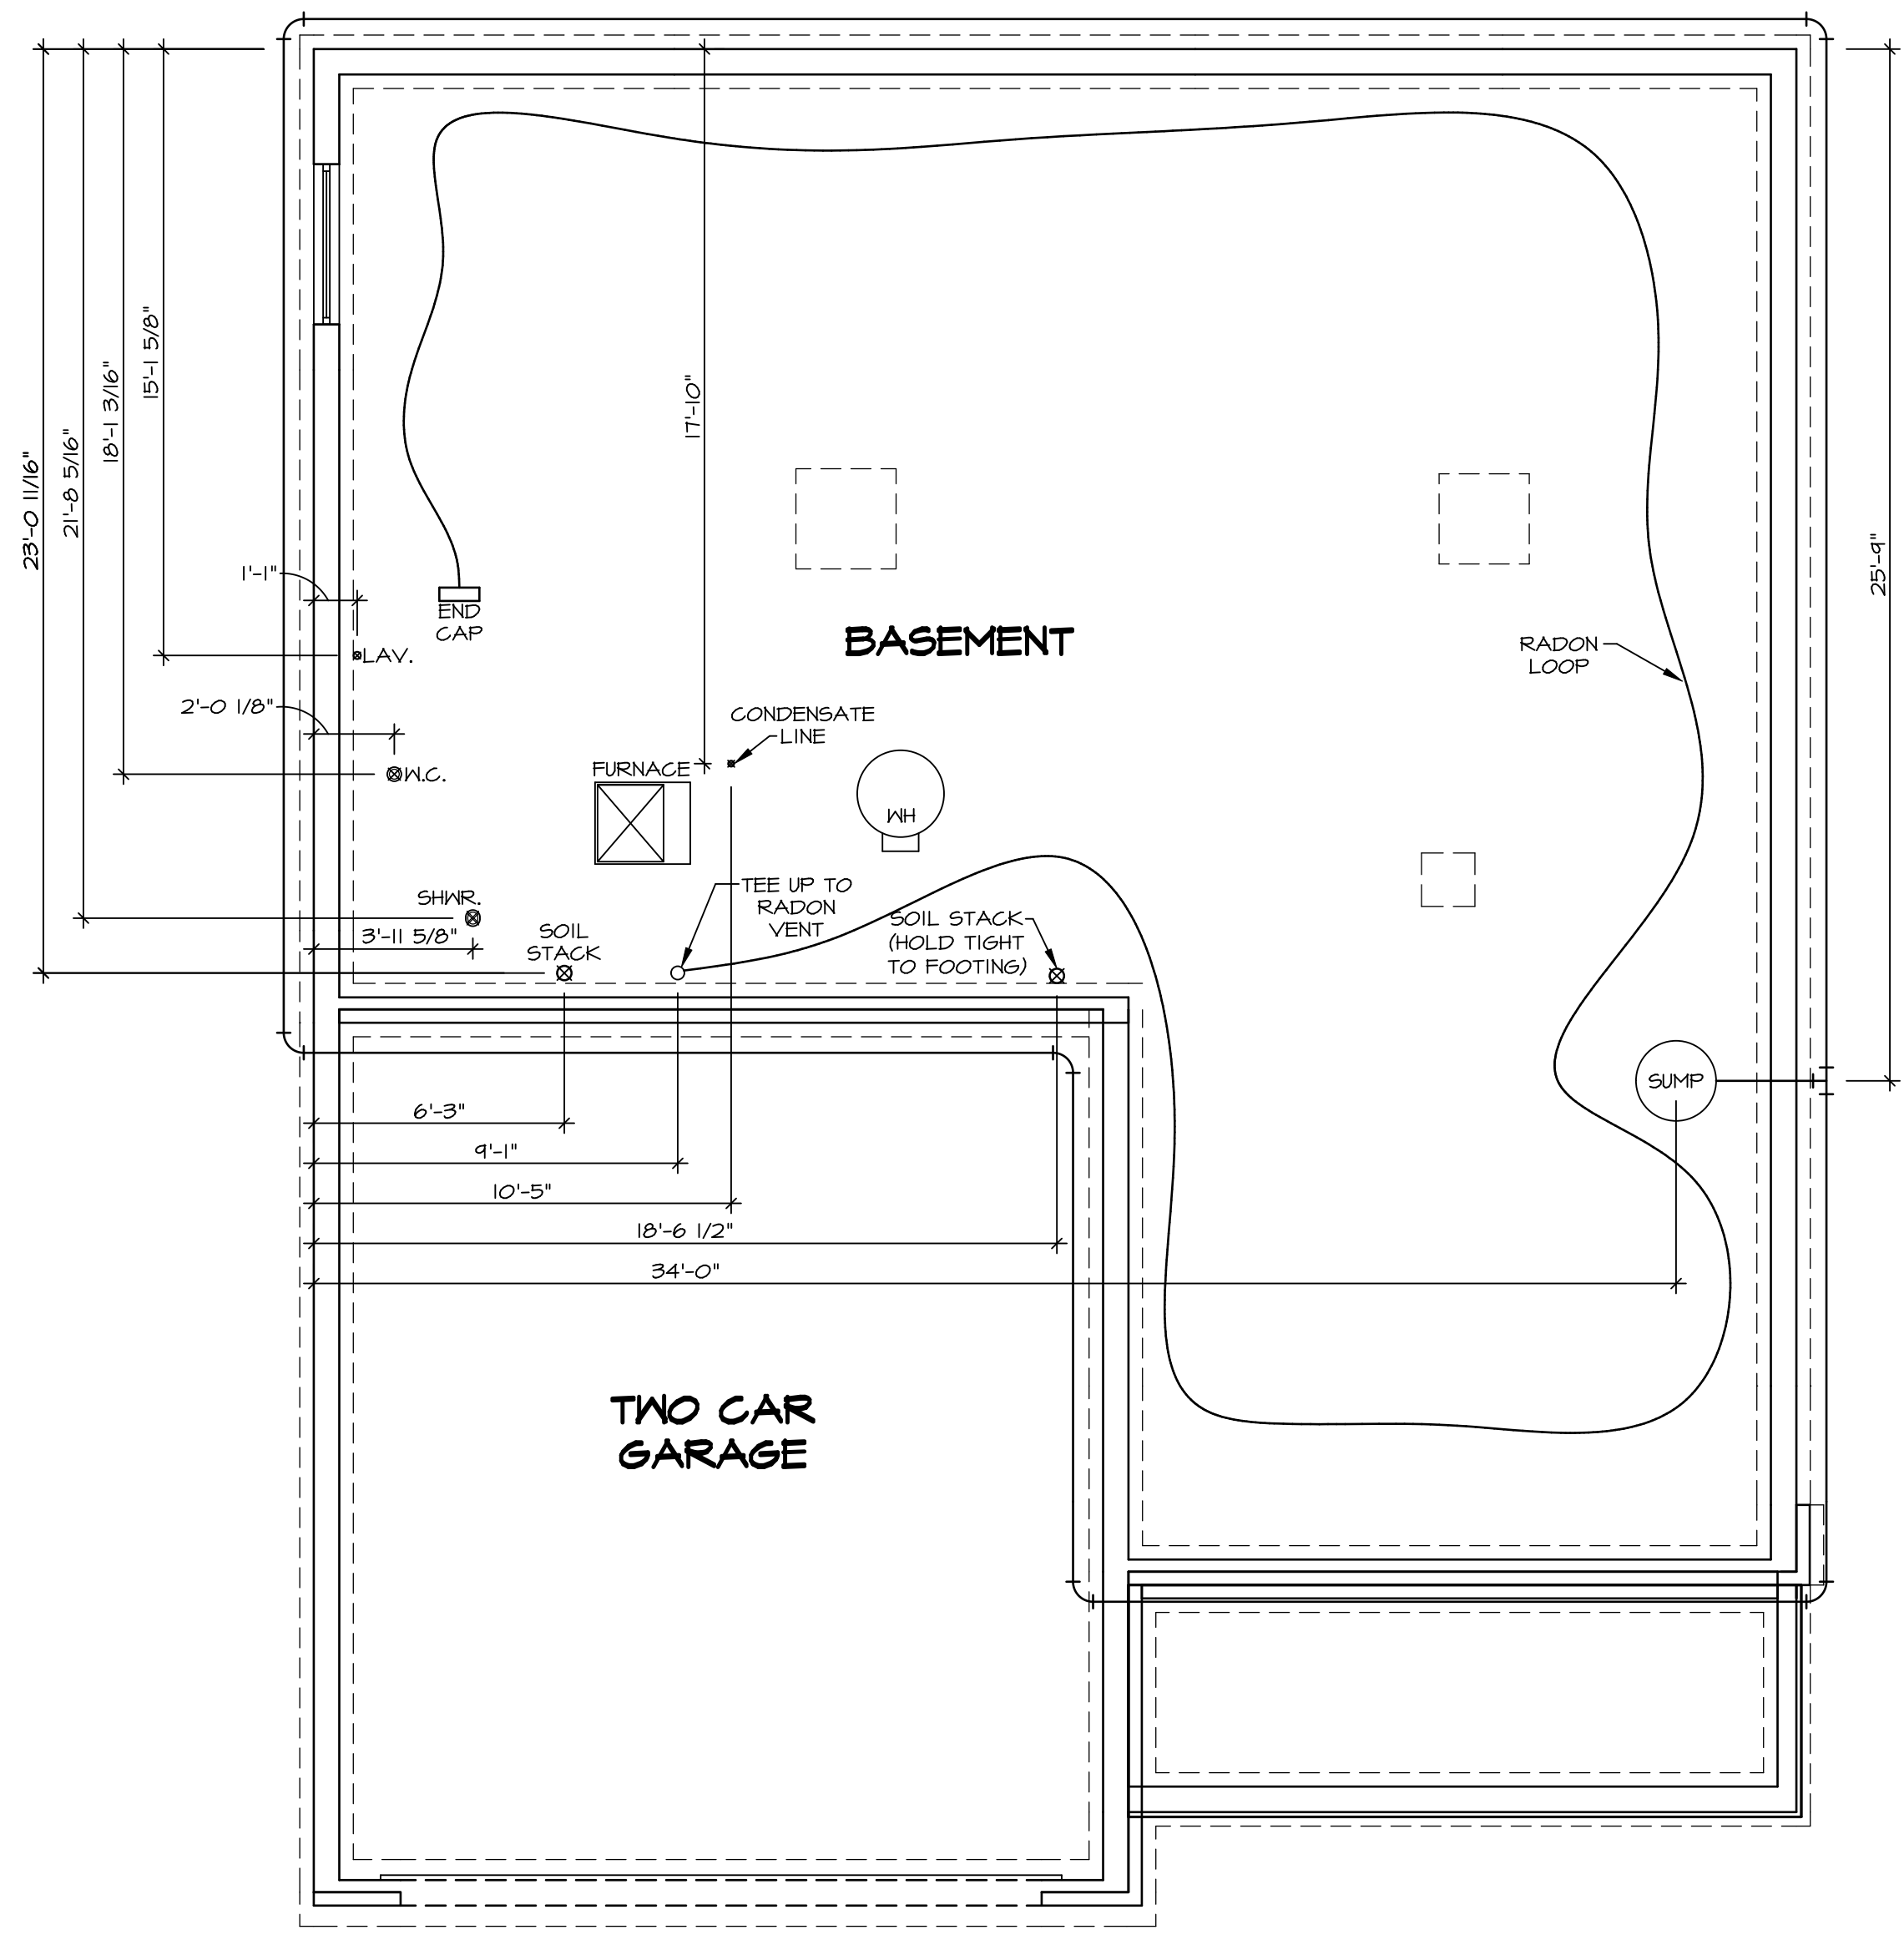 15'-1 5/8"
18'-1 3/16"
21'-8 5/16"
23'-0 11/16"
17'-10"
25'-9"
1'-1"
END
CAP
BASEMENT
RADON
LOOP
LAV.
2'-0 1/8"
CONDENSATE
LINE
FURNACE
W.C.
WH
TEE UP TO
RADON
VENT
SHWR.
SOIL STACK
(HOLD TIGHT
TO FOOTING)
3'-11 5/8"
SOIL
STACK
SUMP
6'-3"
9'-1"
10'-5"
18'-6 1/2"
34'-0"
TWO CAR
GARAGE